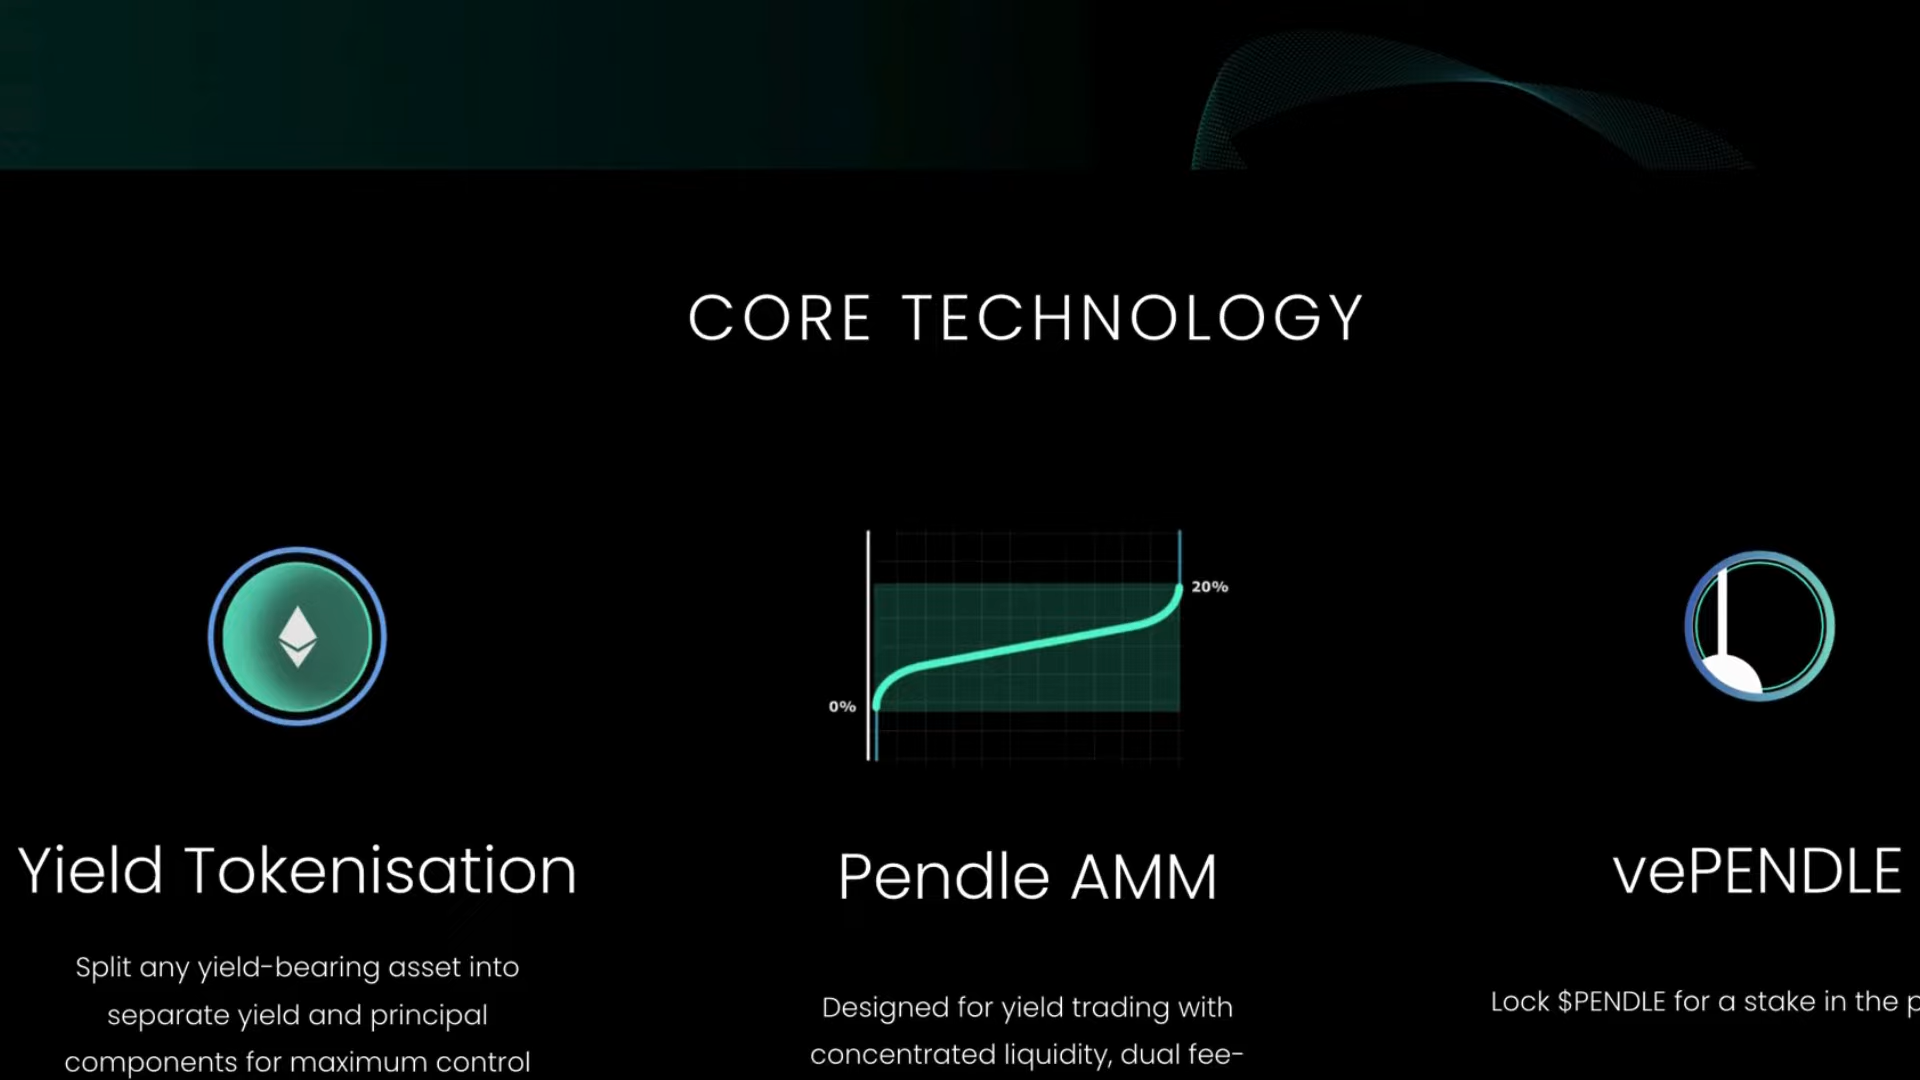 CORE TECHNOLOGY
20%
0%
Yield Tokenisation
Split any yield-bearing asset into
separate yield and principal
components for maximum control
Pendle AMM
Designed for yield trading with
concentrated liquidity, dual fee-
vePENDLE
Lock $PENDLE for a stake in the